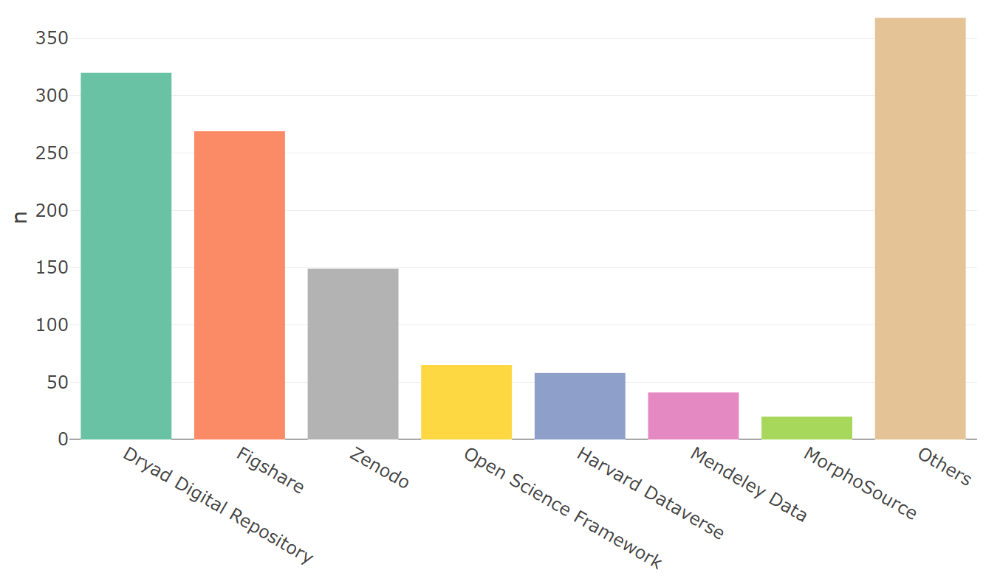 350
300
250
200
150
100
50
0
n
Dryad Digital Repository
Figshare
Zenodo
Open Science Framework
Harvard Dataverse
Mendeley Data
MorphoSource
Others